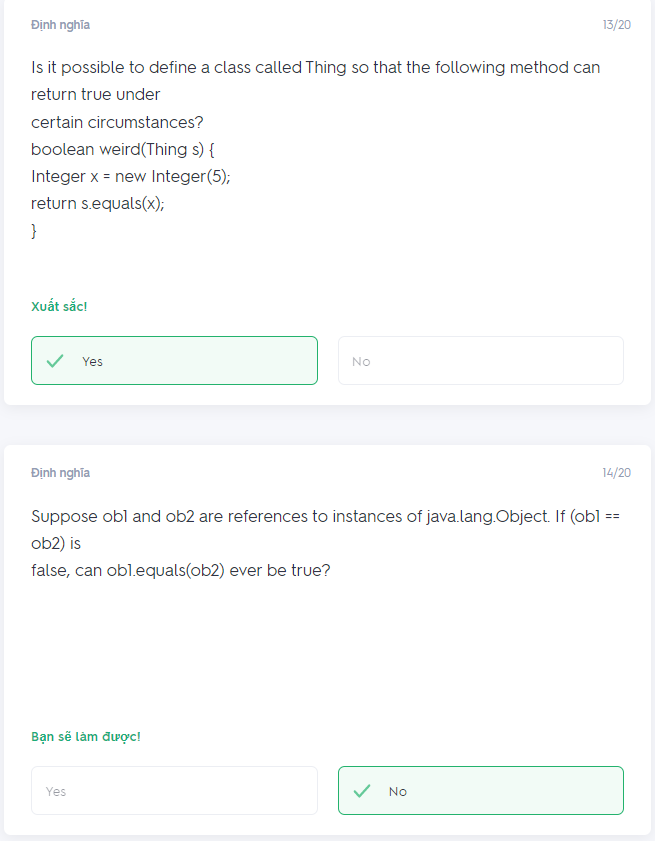 Định nghĩa 13/20
Is it possible to define a class called Thing so that the following method can
return true under
certain circumstances?
boolean weird(Thing s) {
Integer x = new Integer(5);
return s.equals(x);
}
Xuất sắc!
Yes No
Định nghĩa 14/20
Suppose ob1 and ob2 are references to instances of java.lang.Object. If (ob1 ==
ob2) is
false, can ob1.equals(ob2) ever be true?
Bạn sẽ làm được!
Yes No